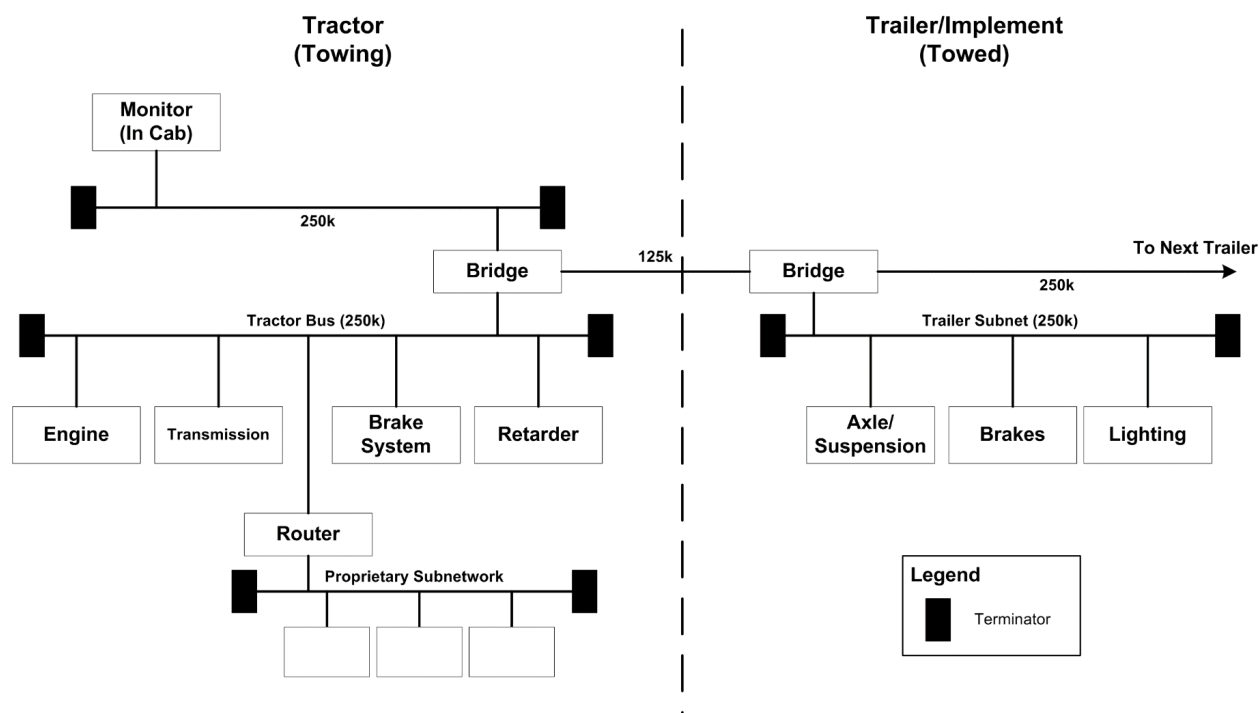 Tractor
(Towing)
Trailer/Implement
(Towed)
Monitor
(In Cab)
250k
Bridge
125k
Bridge
To Next Trailer
250k
Tractor Bus (250k)
Trailer Subnet (250k)
Engine
Transmission
Brake
System
Retarder
Axle/
Suspension
Brakes
Lighting
Router
Proprietary Subnetwork
Legend
Terminator